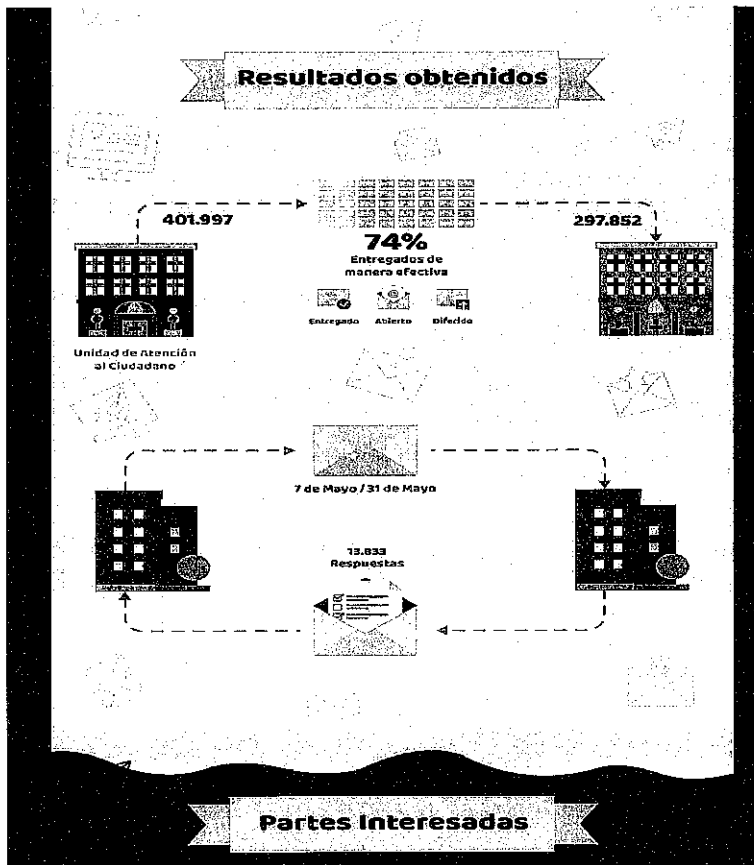 Resultados obtenidos
401.997
297.852
74%
Entregados de
manera efectiva
Entregado
Abierto
Diferido
Unidad de Atención
al Ciudadano
7 de Mayo / 31 de Mayo
13.833
Respuestas
Partes Interesadas